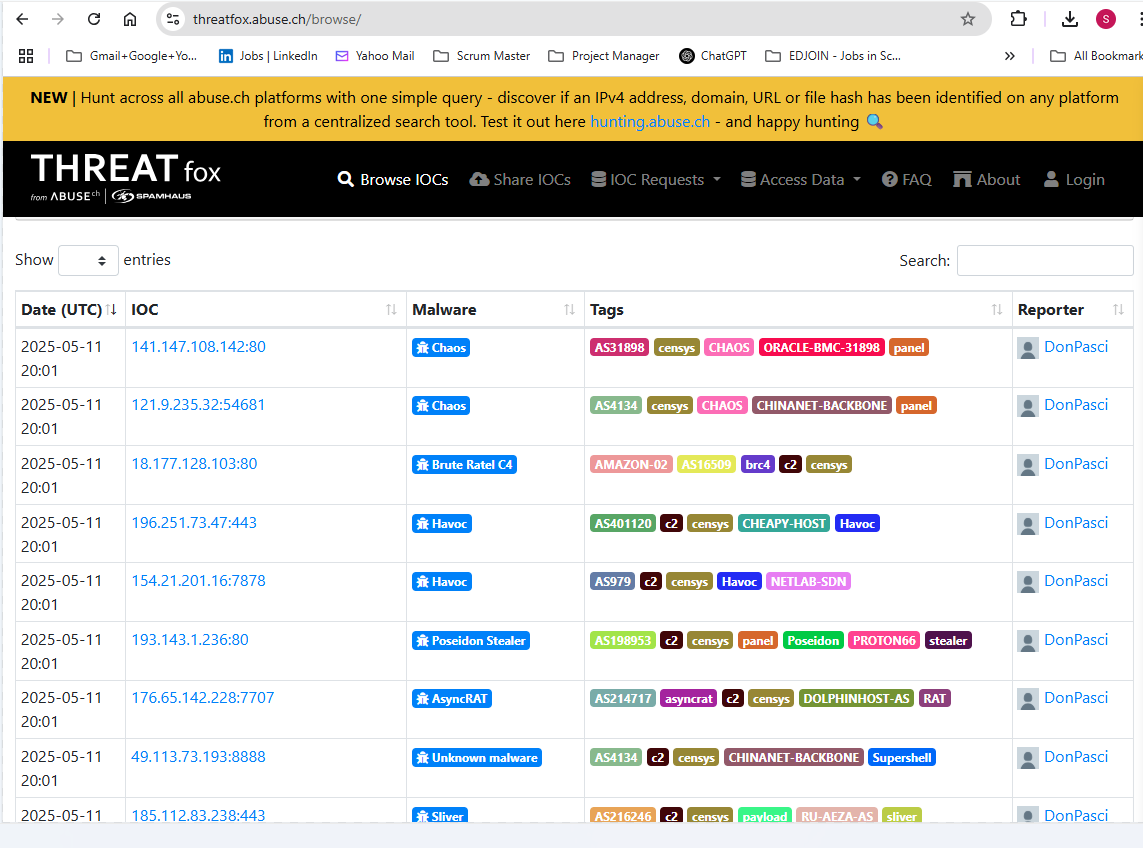 threatfox.abuse.ch/browse/
S
Gmail+Google+Yo... Jobs | LinkedIn Yahoo Mail Scrum Master Project Manager ChatGPT EDJOIN - Jobs in Sc... » All Bookmark
NEW | Hunt across all abuse.ch platforms with one simple query - discover if an IPv4 address, domain, URL or file hash has been identified on any platform
from a centralized search tool. Test it out here hunting.abuse.ch - and happy hunting 🔍
THREAT fox
from ABUSE ch | SPAMHAUS
Browse IOCs Share IOCs IOC Requests Access Data FAQ About Login
Show entries Search:
Date (UTC) IOC Malware Tags Reporter
2025-05-11 141.147.108.142:80 Chaos AS31898 censys CHAOS ORACLE-BMC-31898 panel DonPasci
20:01
2025-05-11 121.9.235.32:54681 Chaos AS4134 censys CHAOS CHINANET-BACKBONE panel DonPasci
20:01
2025-05-11 18.177.128.103:80 Brute Ratel C4 AMAZON-02 AS16509 brc4 c2 censys DonPasci
20:01
2025-05-11 196.251.73.47:443 Havoc AS401120 c2 censys CHEAPY-HOST Havoc DonPasci
20:01
2025-05-11 154.21.201.16:7878 Havoc AS979 c2 censys Havoc NETLAB-SDN DonPasci
20:01
2025-05-11 193.143.1.236:80 Poseidon Stealer AS198953 c2 censys panel Poseidon PROTON66 stealer DonPasci
20:01
2025-05-11 176.65.142.228:7707 AsyncRAT AS214717 asyncrat c2 censys DOLPHINHOST-AS RAT DonPasci
20:01
2025-05-11 49.113.73.193:8888 Unknown malware AS4134 c2 censys CHINANET-BACKBONE Supershell DonPasci
20:01
2025-05-11 185.112.83.238:443 Sliver AS216246 c2 censys payload RU-AEZA-AS sliver DonPasci